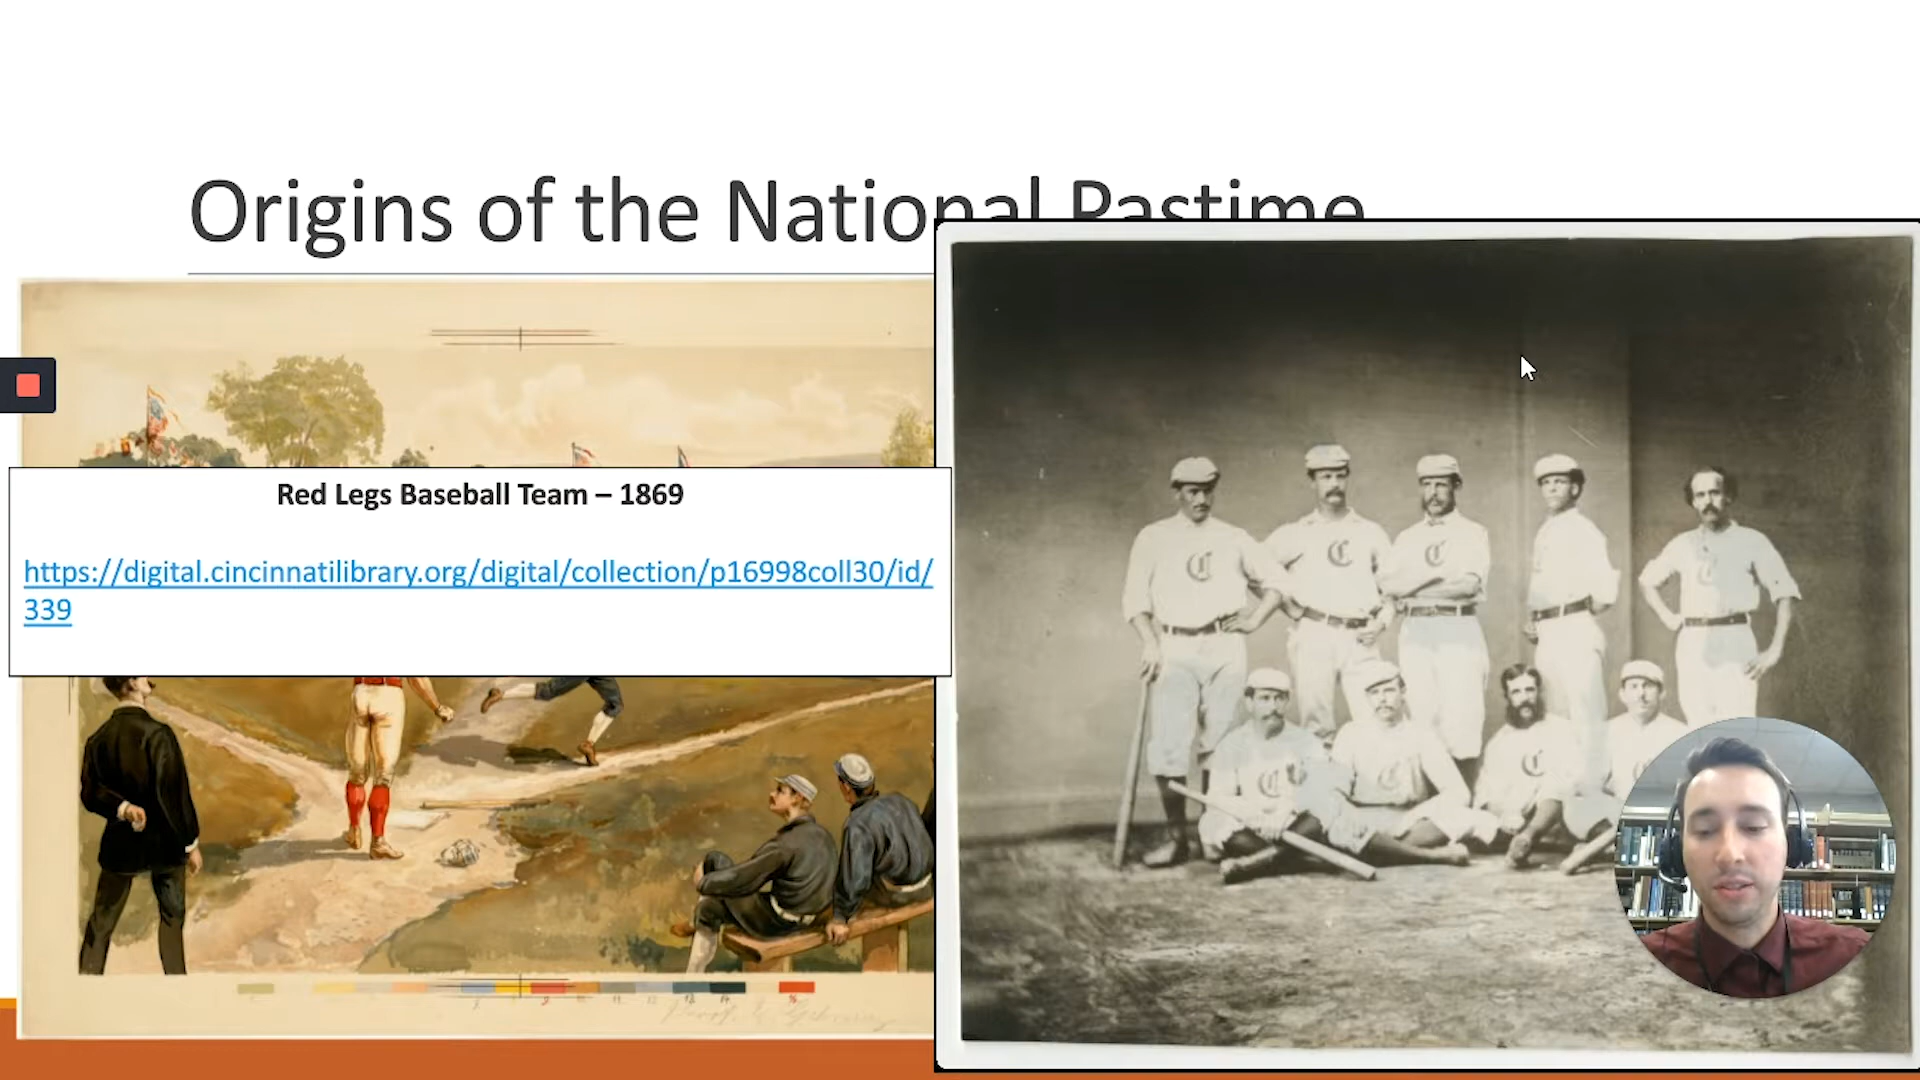 Origins of the National Pastime
Red Legs Baseball Team – 1869
https://digital.cincinnatilibrary.org/digital/collection/p16998coll30/id/
339
C
C
C
C
C
C
C